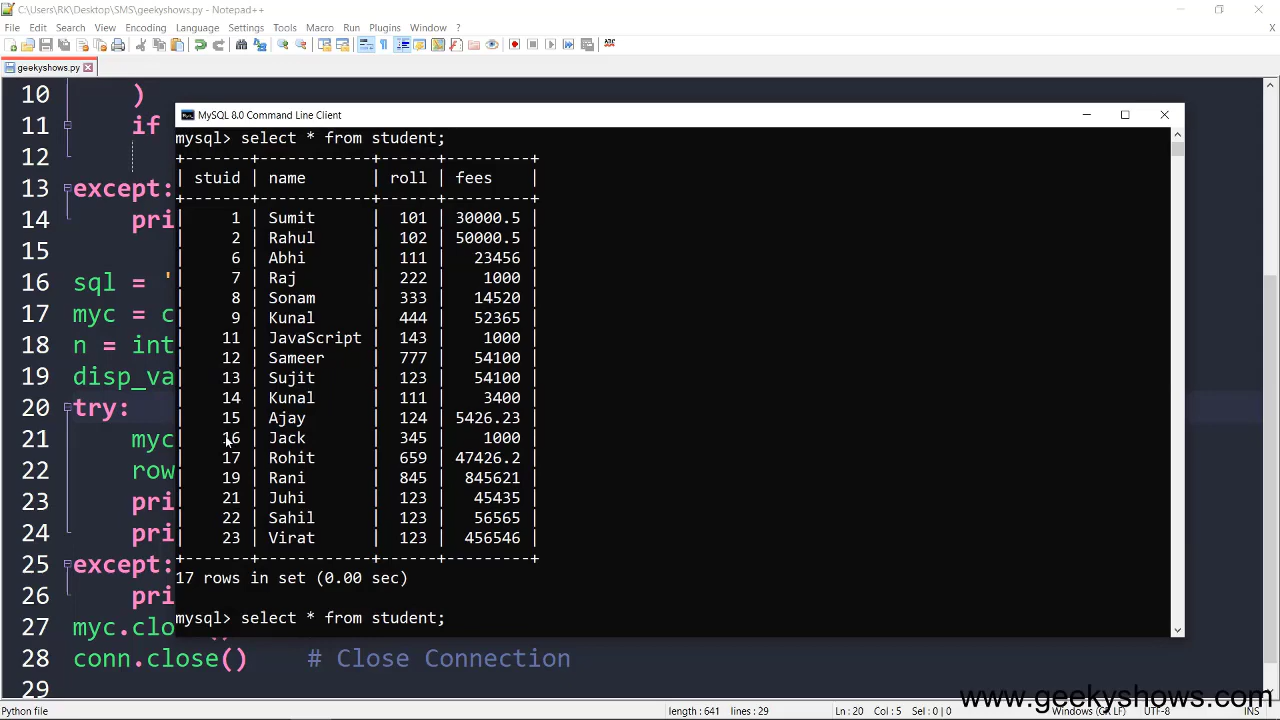 C:\Users\RK\Desktop\SMS\geekyshows.py - Notepad++
File Edit Search View Encoding Language Settings Tools Macro Run Plugins Window ? X
geekyshows.py
10 )
11 if
12
13 except:
14 pri
15
16 sql = '
17 myc = c
18 n = int
19 disp_va
20 try:
21 myc
22 row
23 pri
24 pri
25 except:
26 pri
27 myc.clo
28 conn.close() # Close Connection
29
MySQL 8.0 Command Line Client
mysql> select * from student;
+-------+------------+------+---------+
| stuid | name | roll | fees |
+-------+------------+------+---------+
| 1 | Sumit | 101 | 30000.5 |
| 2 | Rahul | 102 | 50000.5 |
| 6 | Abhi | 111 | 23456 |
| 7 | Raj | 222 | 1000 |
| 8 | Sonam | 333 | 14520 |
| 9 | Kunal | 444 | 52365 |
| 11 | JavaScript | 143 | 1000 |
| 12 | Sameer | 777 | 54100 |
| 13 | Sujit | 123 | 54100 |
| 14 | Kunal | 111 | 3400 |
| 15 | Ajay | 124 | 5426.23 |
| 16 | Jack | 345 | 1000 |
| 17 | Rohit | 659 | 47426.2 |
| 19 | Rani | 845 | 845621 |
| 21 | Juhi | 123 | 45435 |
| 22 | Sahil | 123 | 56565 |
| 23 | Virat | 123 | 456546 |
+-------+------------+------+---------+
17 rows in set (0.00 sec)
mysql> select * from student;
www.geekyshows.com
Python file length : 641 lines : 29 Ln : 20 Col : 5 Sel : 0 | 0 Windows (CR LF) UTF-8 INS